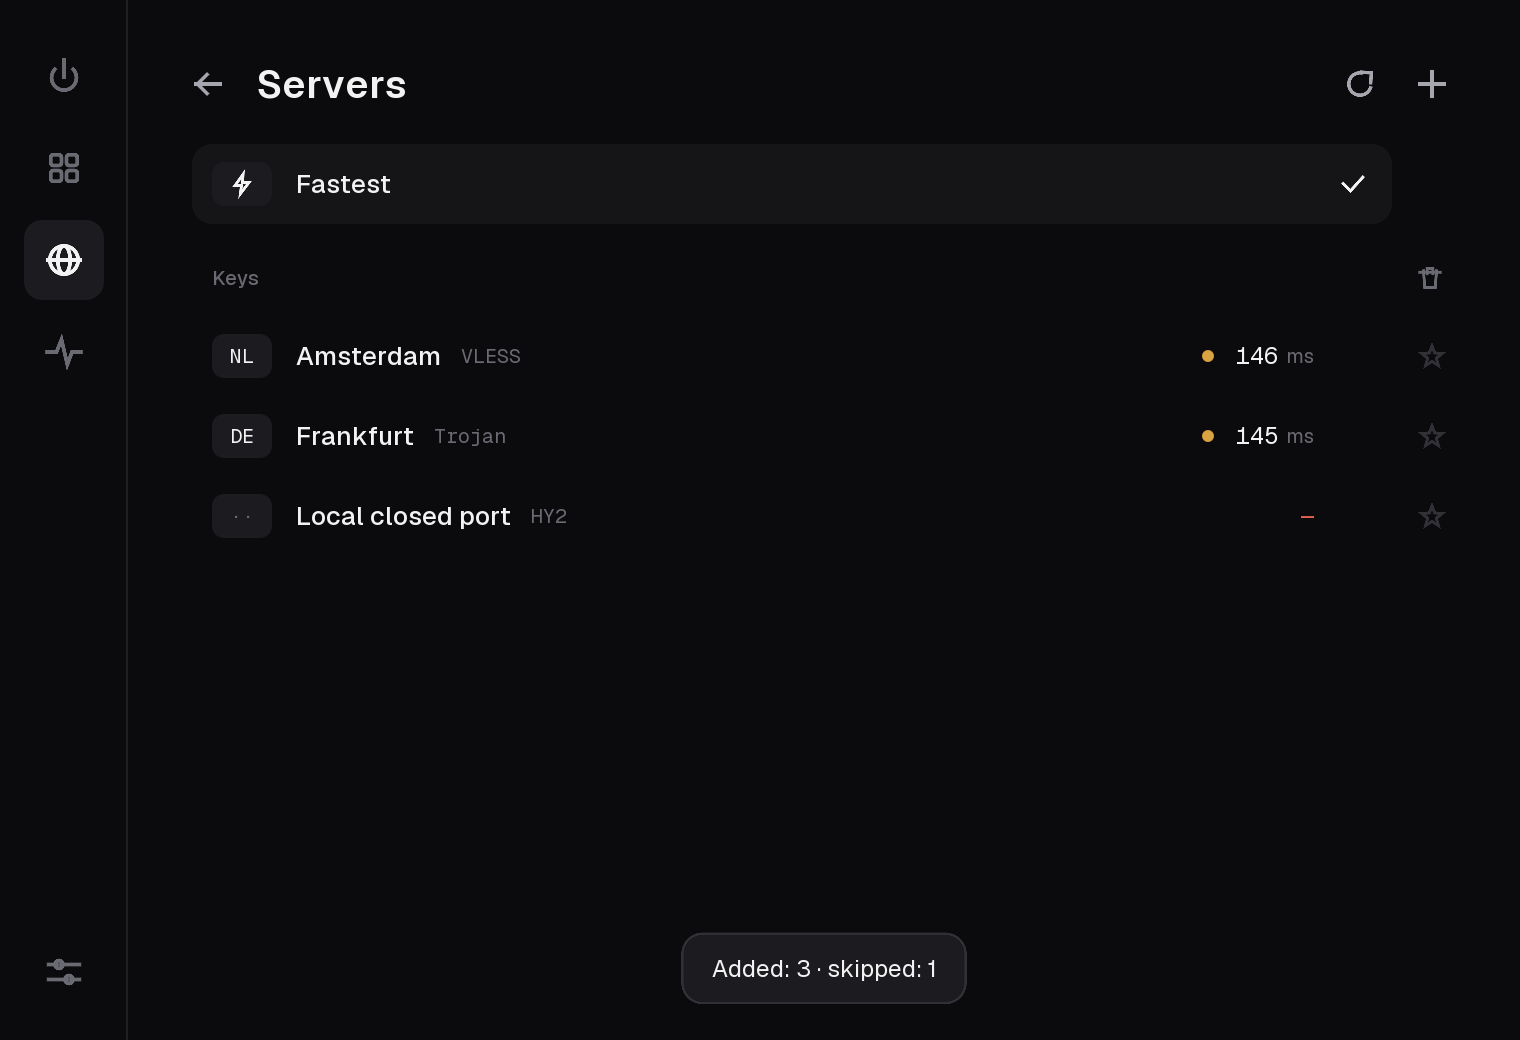 Servers
Fastest
Keys
NL Amsterdam VLESS 146 ms
DE Frankfurt Trojan 145 ms
·· Local closed port HY2 –
Added: 3 · skipped: 1